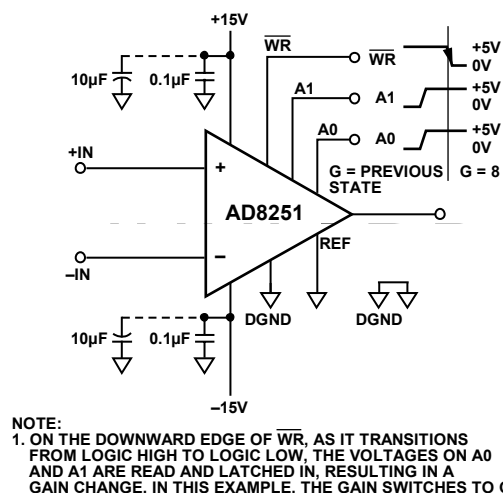 +15V
10µF 0.1µF
WR
WR
+5V
0V
A1
A1
+5V
0V
A0
A0
+5V
0V
G = PREVIOUS
STATE
G = 8
+IN
+
AD8251
REF
–
–IN
DGND
DGND
10µF 0.1µF
–15V
NOTE:
1. ON THE DOWNWARD EDGE OF WR, AS IT TRANSITIONS
FROM LOGIC HIGH TO LOGIC LOW, THE VOLTAGES ON A0
AND A1 ARE READ AND LATCHED IN, RESULTING IN A
GAIN CHANGE. IN THIS EXAMPLE, THE GAIN SWITCHES TO